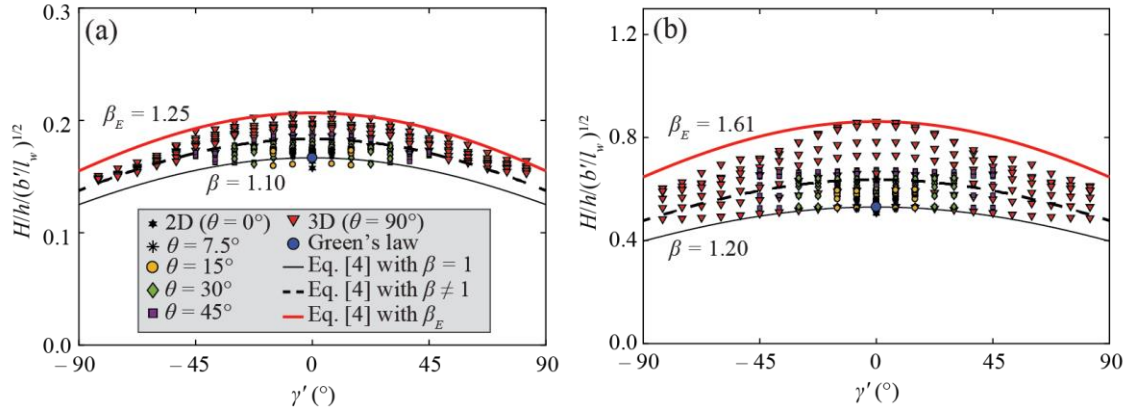 (a)
0.3
0.2
0.1
0.0
H/h/(b′/l_w)^1/2
β_E = 1.25
β = 1.10
2D (θ = 0°)
θ = 7.5°
θ = 15°
θ = 30°
θ = 45°
3D (θ = 90°)
Green's law
Eq. [4] with β = 1
Eq. [4] with β ≠ 1
Eq. [4] with β_E
− 90
− 45
0
45
90
γ′ (°)
(b)
1.2
0.8
0.4
0.0
H/h/(b′/l_w)^1/2
β_E = 1.61
β = 1.20
− 90
− 45
0
45
90
γ′ (°)